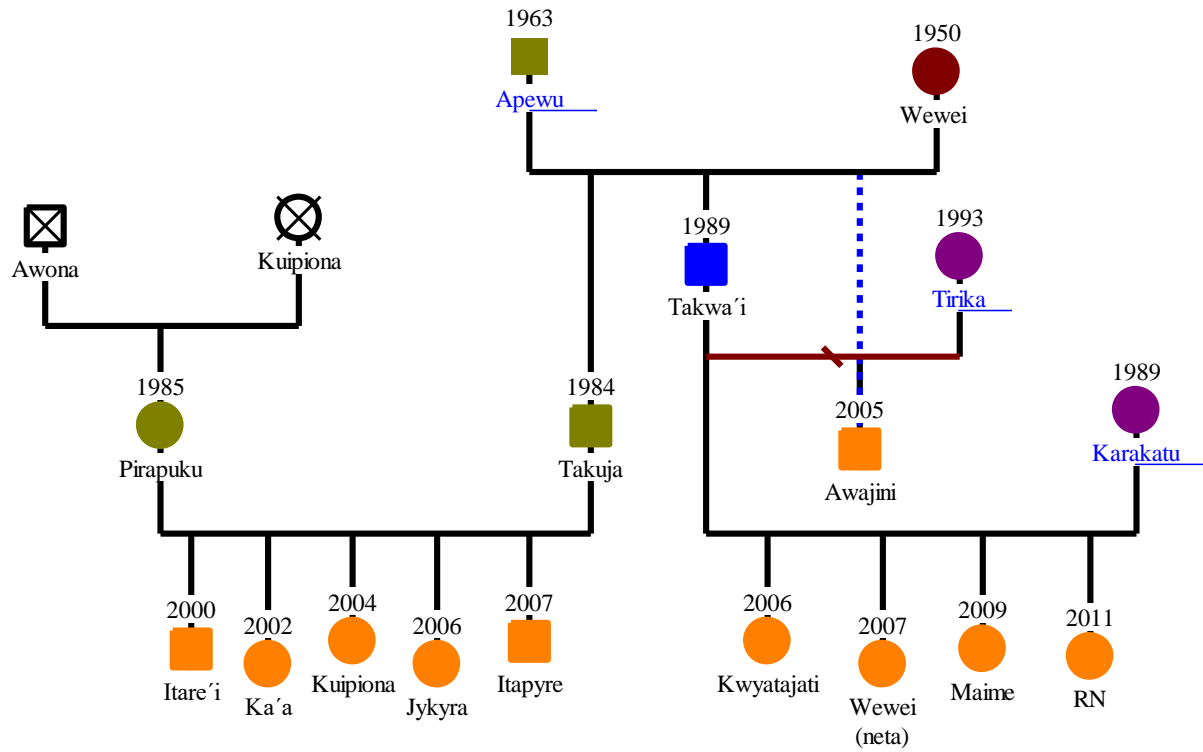 1963
Apewu
1950
Wewei
Awona
Kuipiona
1989
Takwa´i
1993
Tirika
1985
Pirapuku
1984
Takuja
2005
Awajini
1989
Karakatu
2000
Itare´i
2002
Ka´a
2004
Kuipiona
2006
Jykyra
2007
Itapyre
2006
Kwyatajati
2007
Wewei
(neta)
2009
Maime
2011
RN